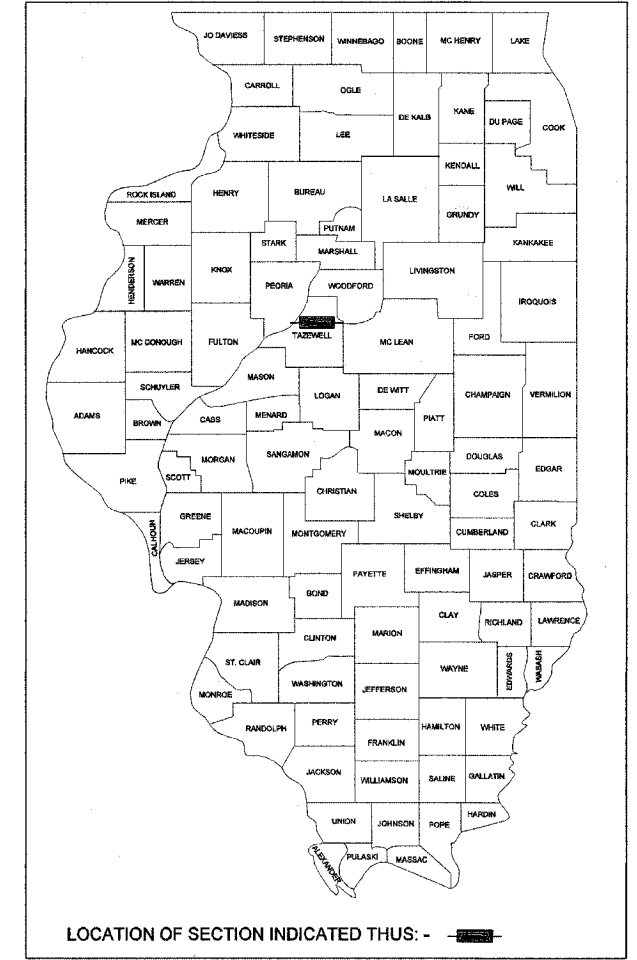 JO DAVIESS STEPHENSON WINNEBAGO BOONE MC HENRY LAKE
CARROLL OGLE
DE KALB KANE DU PAGE COOK
WHITESIDE LEE
KENDALL
WILL
ROCK ISLAND HENRY BUREAU LA SALLE
MERCER GRUNDY
PUTNAM
STARK MARSHALL KANKAKEE
HENDERSON WARREN KNOX LIVINGSTON
PEORIA WOODFORD
IROQUOIS
TAZEWELL
HANCOCK MC DONOUGH FULTON MC LEAN FORD
MASON
SCHUYLER LOGAN DE WITT CHAMPAIGN VERMILION
ADAMS BROWN CASS MENARD PIATT
MACON
MORGAN SANGAMON DOUGLAS
PIKE SCOTT MOULTRIE EDGAR
CHRISTIAN COLES
GREENE SHELBY
CALHOUN MACOUPIN MONTGOMERY CUMBERLAND CLARK
JERSEY
FAYETTE EFFINGHAM JASPER CRAWFORD
MADISON BOND
CLAY RICHLAND LAWRENCE
CLINTON MARION
ST. CLAIR WAYNE EDWARDS WABASH
WASHINGTON JEFFERSON
MONROE
RANDOLPH PERRY HAMILTON WHITE
FRANKLIN
JACKSON WILLIAMSON SALINE GALLATIN
HARDIN
UNION JOHNSON POPE
ALEXANDER PULASKI MASSAC
LOCATION OF SECTION INDICATED THUS: -